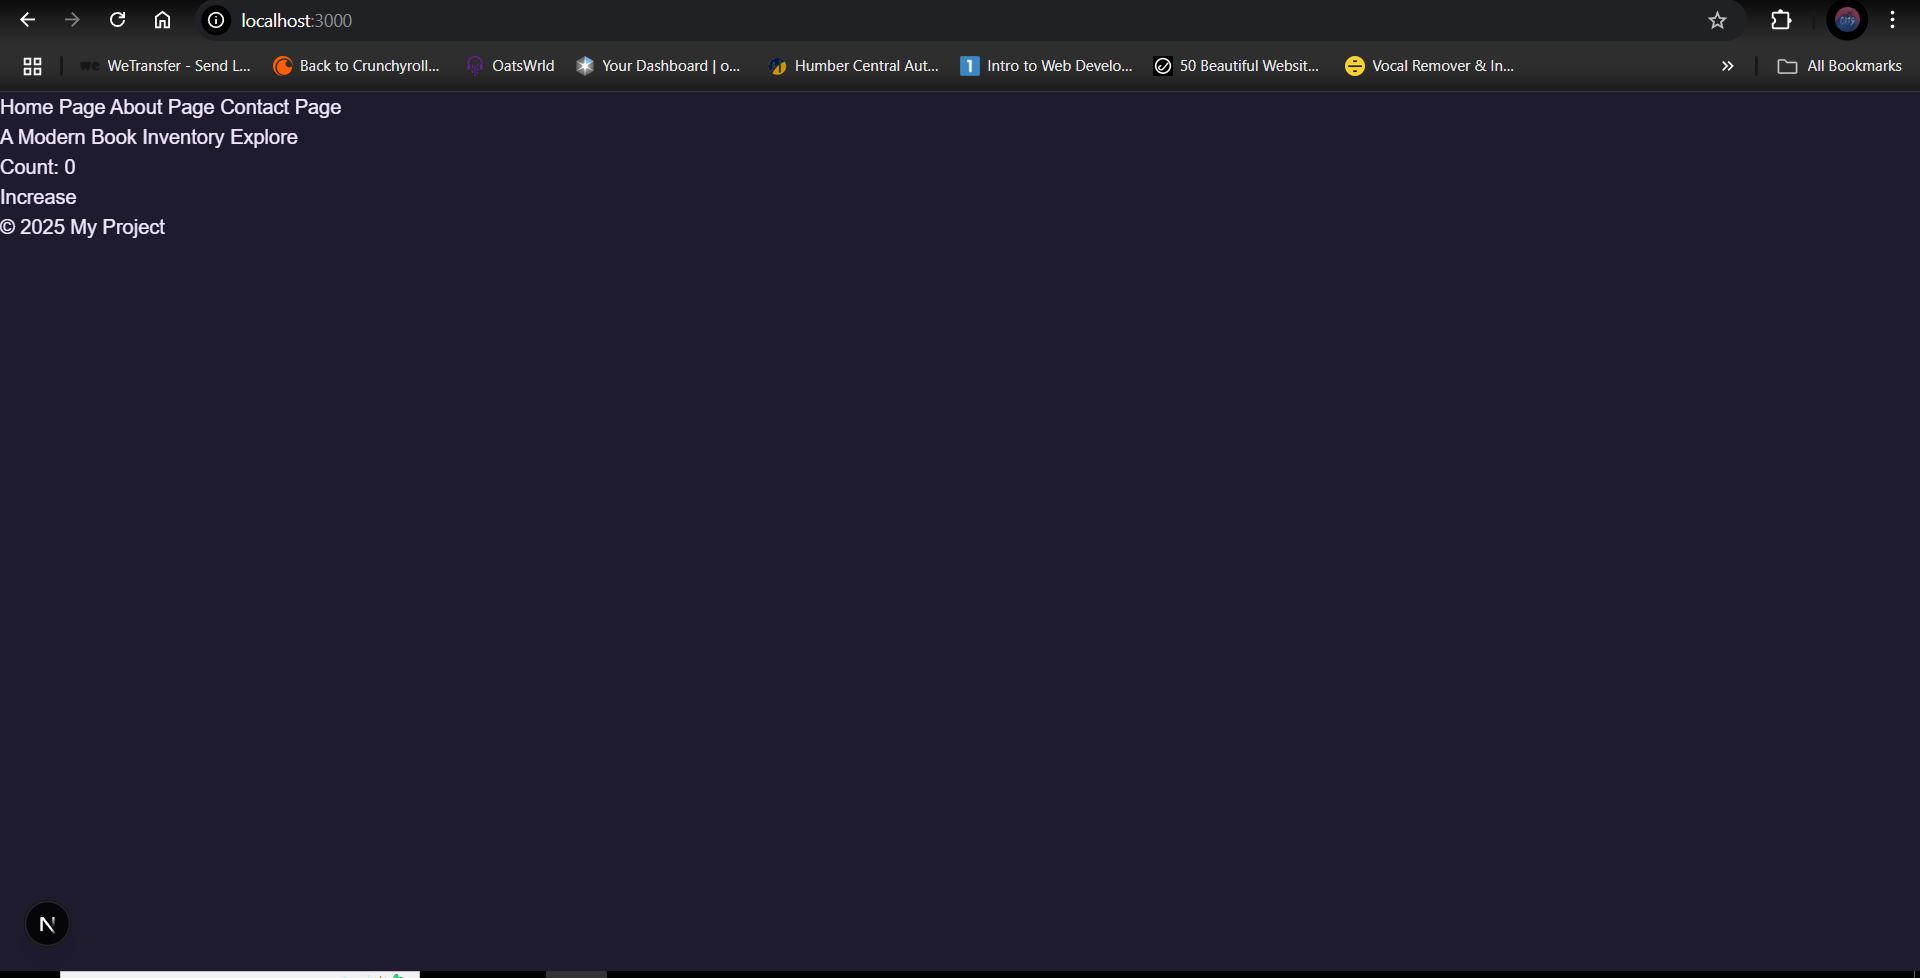 localhost:3000
WeTransfer - Send L... Back to Crunchyroll... OatsWrld Your Dashboard | o... Humber Central Aut... Intro to Web Develo... 50 Beautiful Websit... Vocal Remover & In... » All Bookmarks
Home Page About Page Contact Page
A Modern Book Inventory Explore
Count: 0
Increase
© 2025 My Project
N